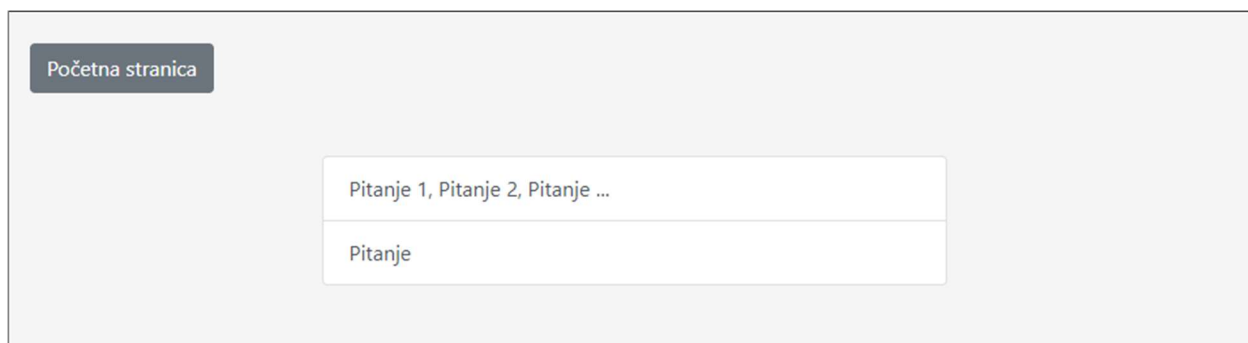 Početna stranica
Pitanje 1, Pitanje 2, Pitanje ...
Pitanje